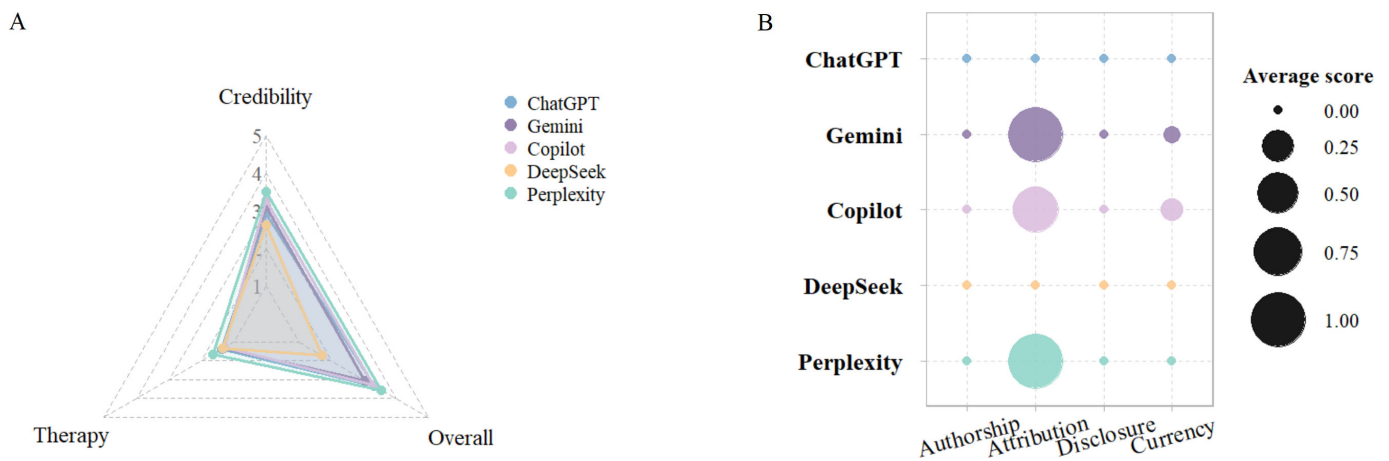 A
Credibility
5
4
3
2
1
Therapy
Overall
ChatGPT
Gemini
Copilot
DeepSeek
Perplexity
B
ChatGPT
Gemini
Copilot
DeepSeek
Perplexity
Authorship
Attribution
Disclosure
Currency
Average score
0.00
0.25
0.50
0.75
1.00